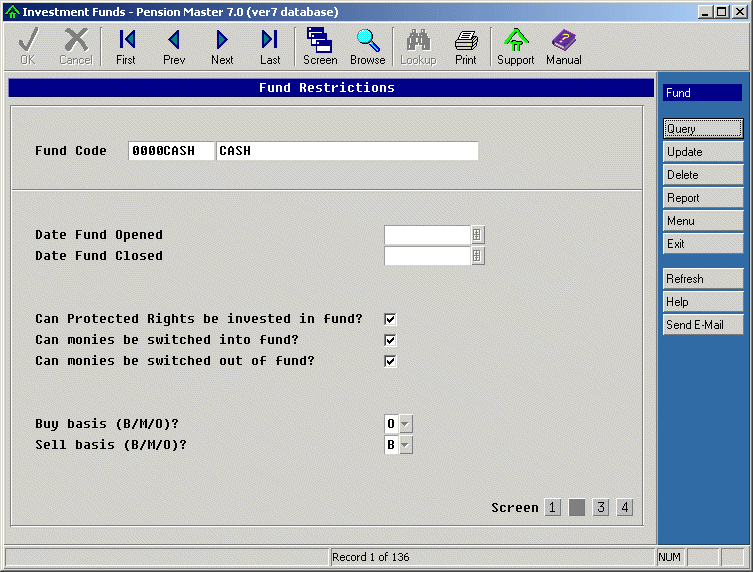 Investment Funds - Pension Master 7.0 (ver7 database)
OK Cancel First Prev Next Last Screen Browse Lookup Print Support Manual
Fund Restrictions
Fund
Fund Code 0000CASH CASH
Query
Update
Delete
Report
Menu
Exit
Refresh
Help
Send E-Mail
Date Fund Opened
Date Fund Closed
Can Protected Rights be invested in fund?
Can monies be switched into fund?
Can monies be switched out of fund?
Buy basis (B/M/O)? O
Sell basis (B/M/O)? B
Screen 1 3 4
Record 1 of 136 NUM